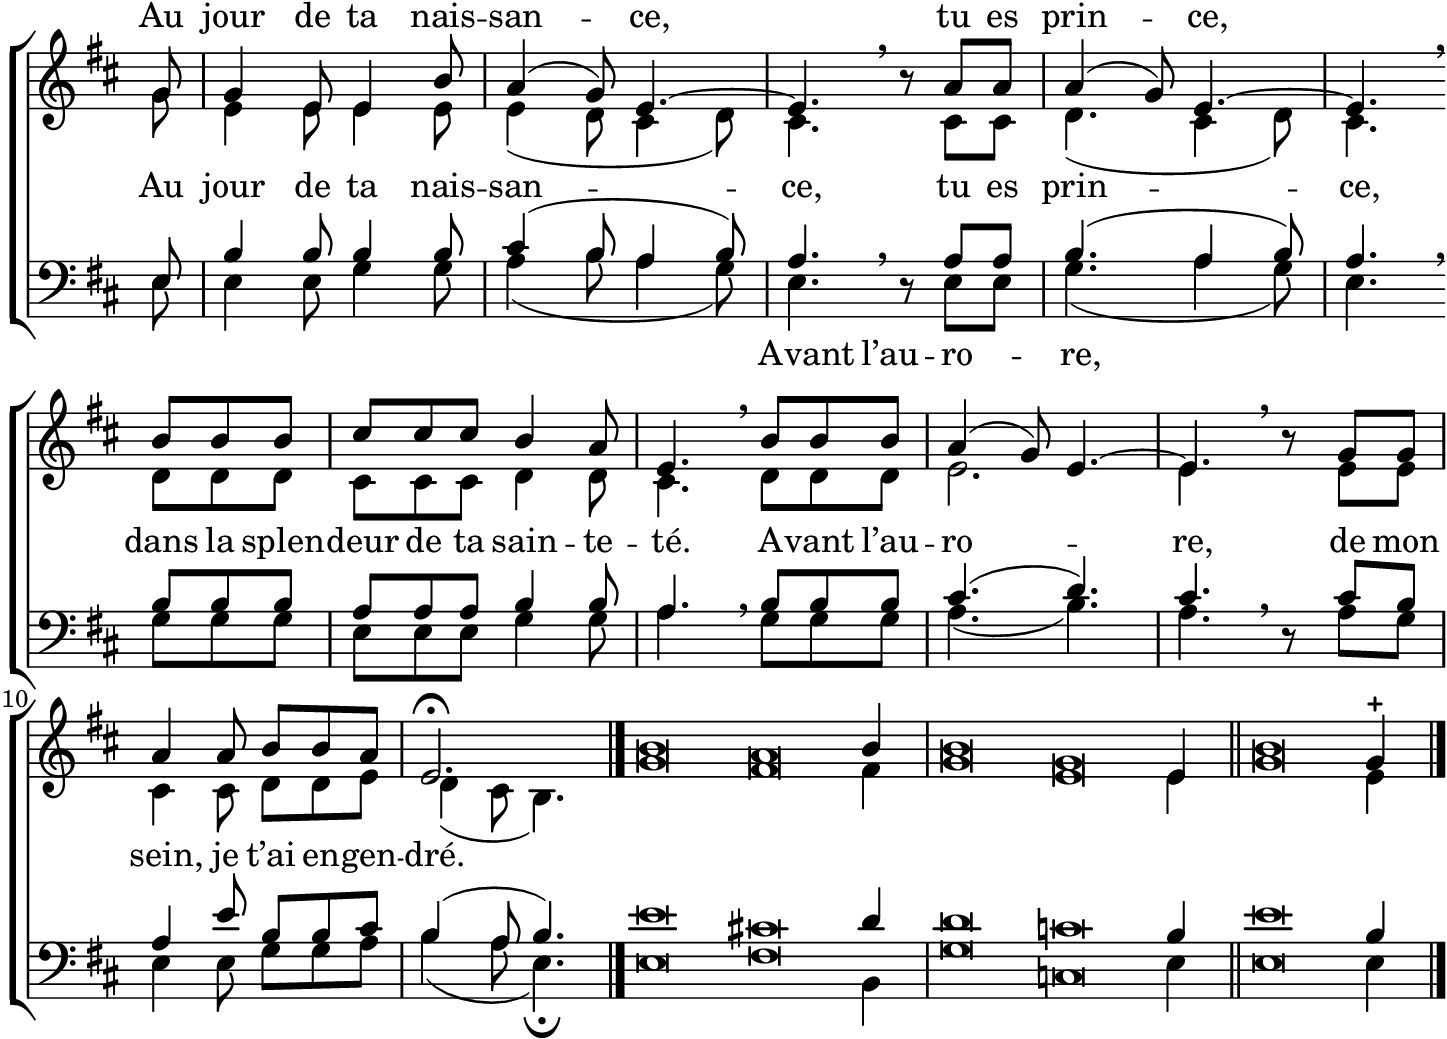 Au jour de ta nais -- san -- ce, tu es prin -- ce,
Au jour de ta nais -- san -- ce, tu es prin -- ce,
Avant l’au -- ro -- re,
dans la splendeur de ta sain -- te -- té. Avant l’au -- ro -- re, de mon
10
sein, je t’ai engen -- dré.